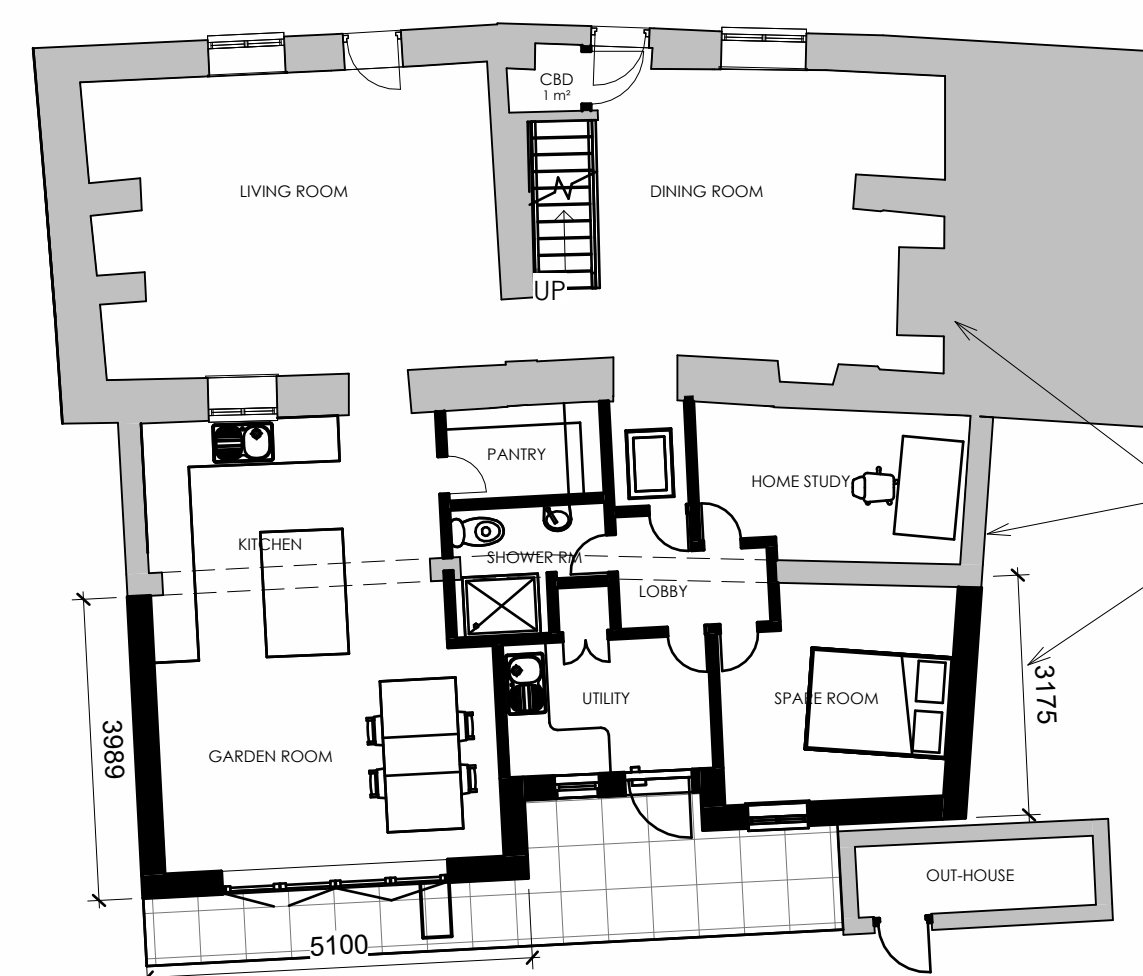 CBD
1 m²
LIVING ROOM
DINING ROOM
UP
PANTRY
HOME STUDY
KITCHEN
SHOWER RM
LOBBY
3175
UTILITY
SPARE ROOM
3989
GARDEN ROOM
OUT-HOUSE
5100